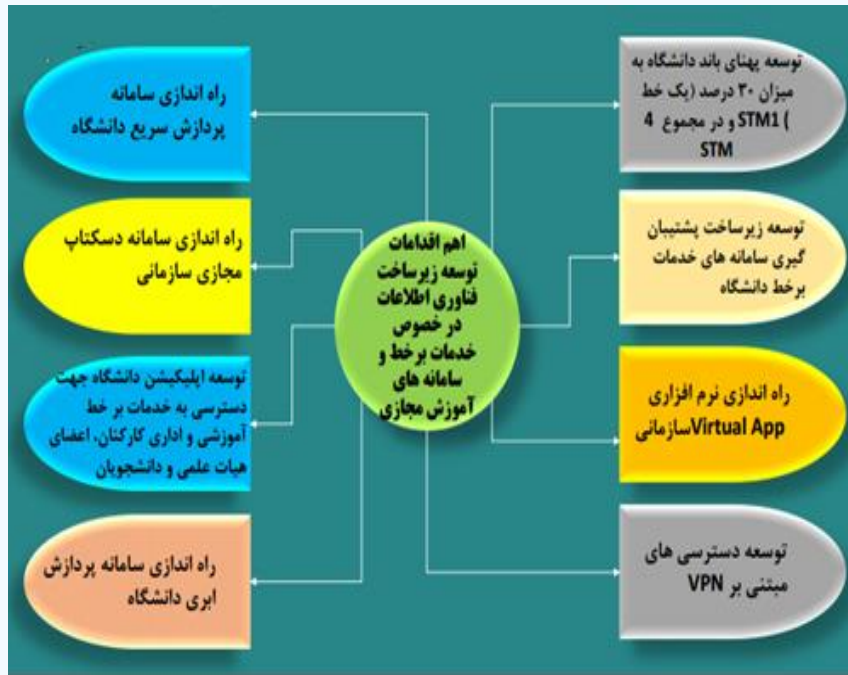 توسعه پهنای باند دانشگاه به
میزان ۳۰ درصد (یک خط
STM1 ) و در مجموع 4
STM
توسعه زیرساخت پشتیبان
گیری سامانه های خدمات
برخط دانشگاه
راه اندازی نرم افزاری
Virtual Appسازمانی
توسعه دسترسی های
مبتنی بر VPN
اهم اقدامات
توسعه زیرساخت
فناوری اطلاعات
در خصوص
خدمات برخط و
سامانه های
آموزش مجازی
راه اندازی سامانه
پردازش سریع دانشگاه
راه اندازی سامانه دسکتاپ
مجازی سازمانی
توسعه اپلیکیشن دانشگاه جهت
دسترسی به خدمات بر خط
آموزشی و اداری کارکنان، اعضای
هیات علمی و دانشجویان
راه اندازی سامانه پردازش
ابری دانشگاه